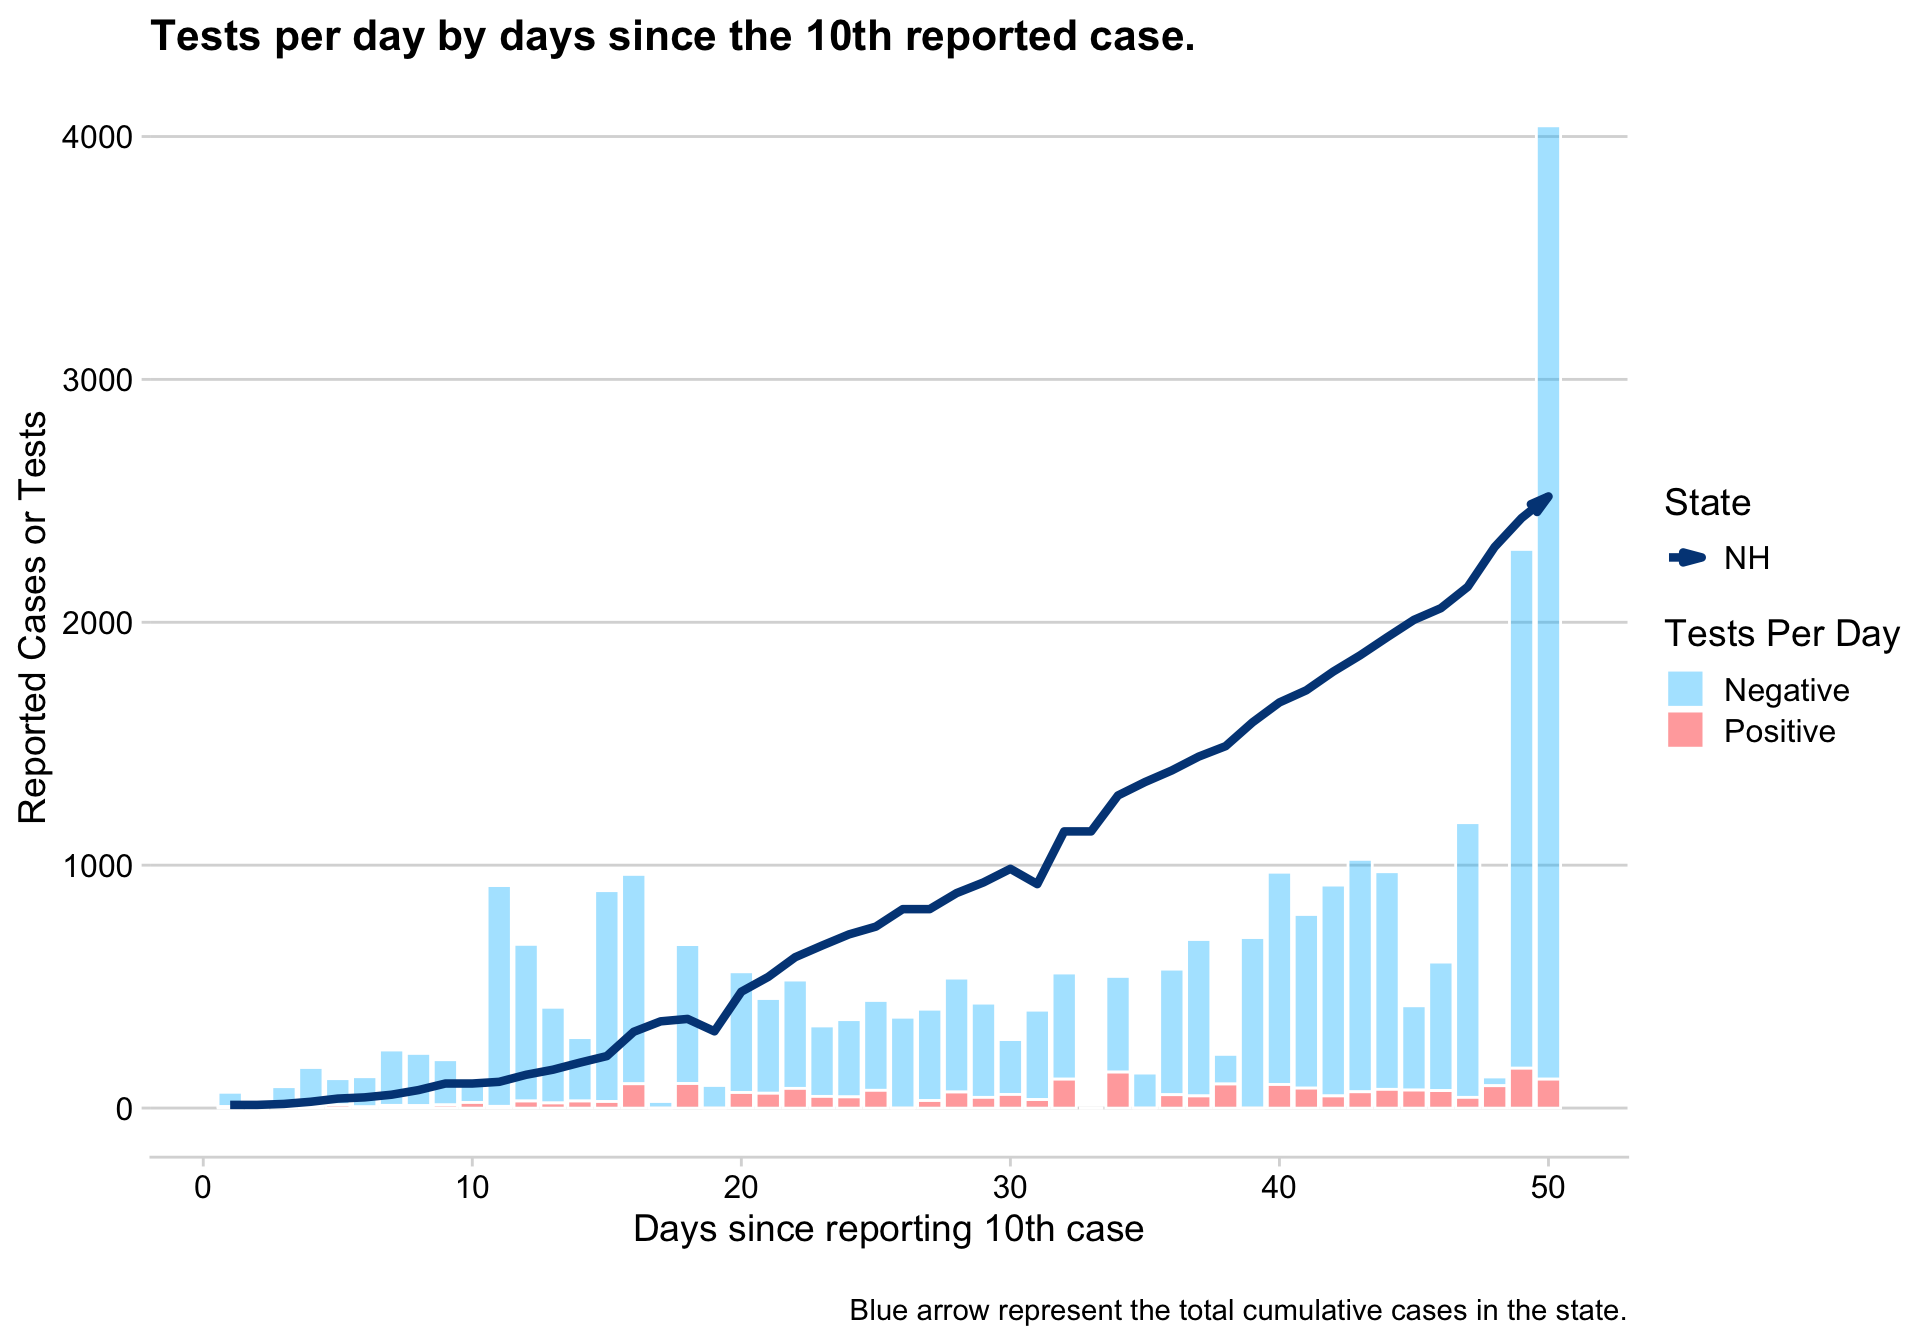 Tests per day by days since the 10th reported case.
4000
3000
2000
1000
0
Reported Cases or Tests
0 10 20 30 40 50
Days since reporting 10th case
State
NH
Tests Per Day
Negative
Positive
Blue arrow represent the total cumulative cases in the state.